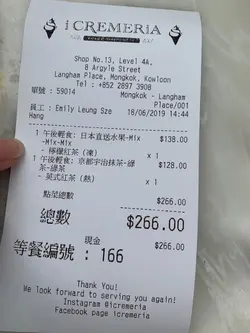 iCREMERIA
Shop No.13, Level 4A,
8 Argyle Street
Langham Place, Mongkok, Kowloon
Tel : +852 2897 3908
單號 : 59014
Mongkok - Langham
Place/001
員工 : Emily Leung Sze Hang
18/06/2019 14:44
1 午後輕食: 日本直送水果-Mix $138.00
-Mix-Mix
- 檸檬紅茶 (凍) x 1
1 午後輕食: 京都宇治抹茶-綠茶 $128.00
-綠茶
- 英式紅茶 (熱) x 1
點單總數 $266.00
總數 $266.00
現金 $266.00
等餐編號 : 166
Thank You!
We look forward to serving you again!
Instagram @icremeria
Facebook page icremeria